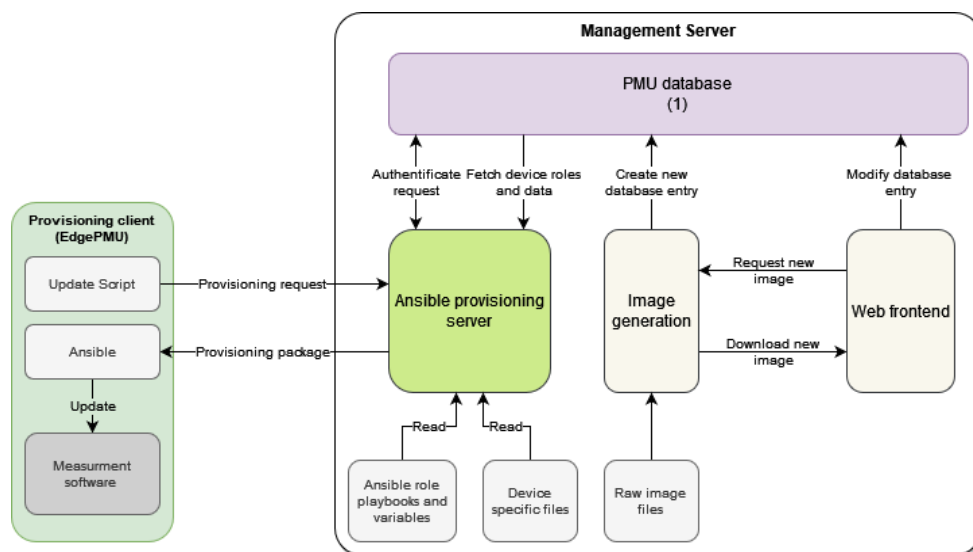 Management Server
PMU database
(1)
Authentificate
request
Fetch device roles
and data
Create new
database entry
Modify database
entry
Provisioning client
(EdgePMU)
Update Script
Provisioning request
Ansible provisioning
server
Image
generation
Request new
image
Web frontend
Ansible
Provisioning package
Download new
image
Update
Measurment
software
Read
Read
Ansible role
playbooks and
variables
Device
specific files
Raw image
files